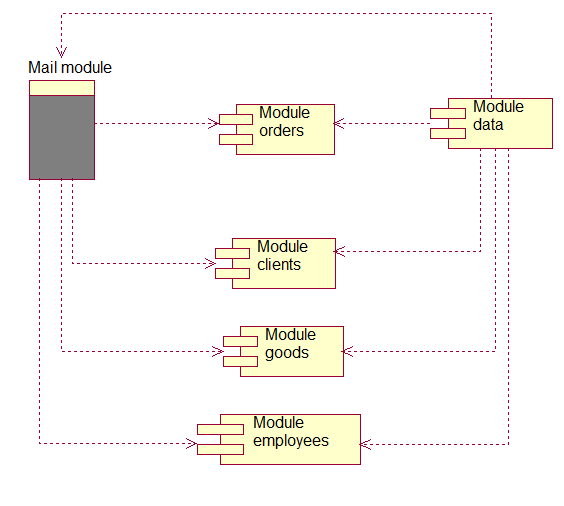 Mail module
Module
orders
Module
data
Module
clients
Module
goods
Module
employees